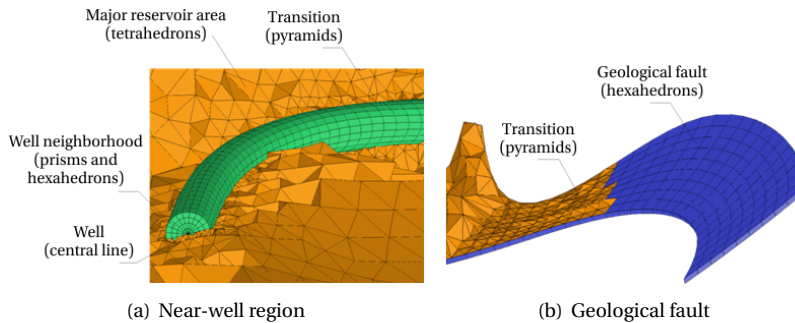 Major reservoir area
(tetrahedrons)
Transition
(pyramids)
Well neighborhood
(prisms and
hexahedrons)
Well
(central line)
(a) Near-well region
Geological fault
(hexahedrons)
Transition
(pyramids)
(b) Geological fault